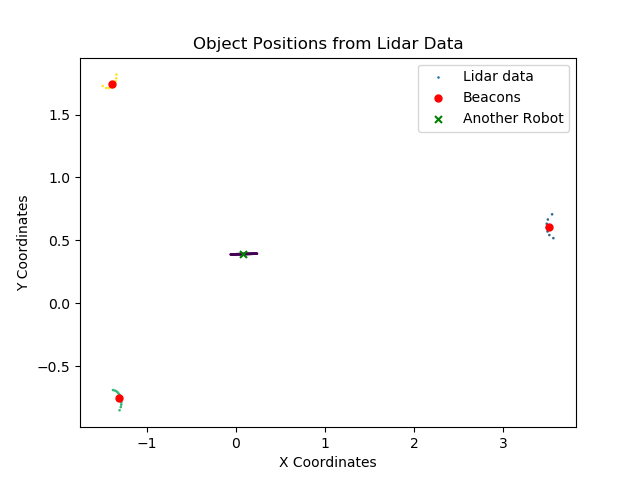 Object Positions from Lidar Data
Lidar data
Beacons
Another Robot
Y Coordinates
1.5
1.0
0.5
0.0
−0.5
−1
0
1
2
3
X Coordinates